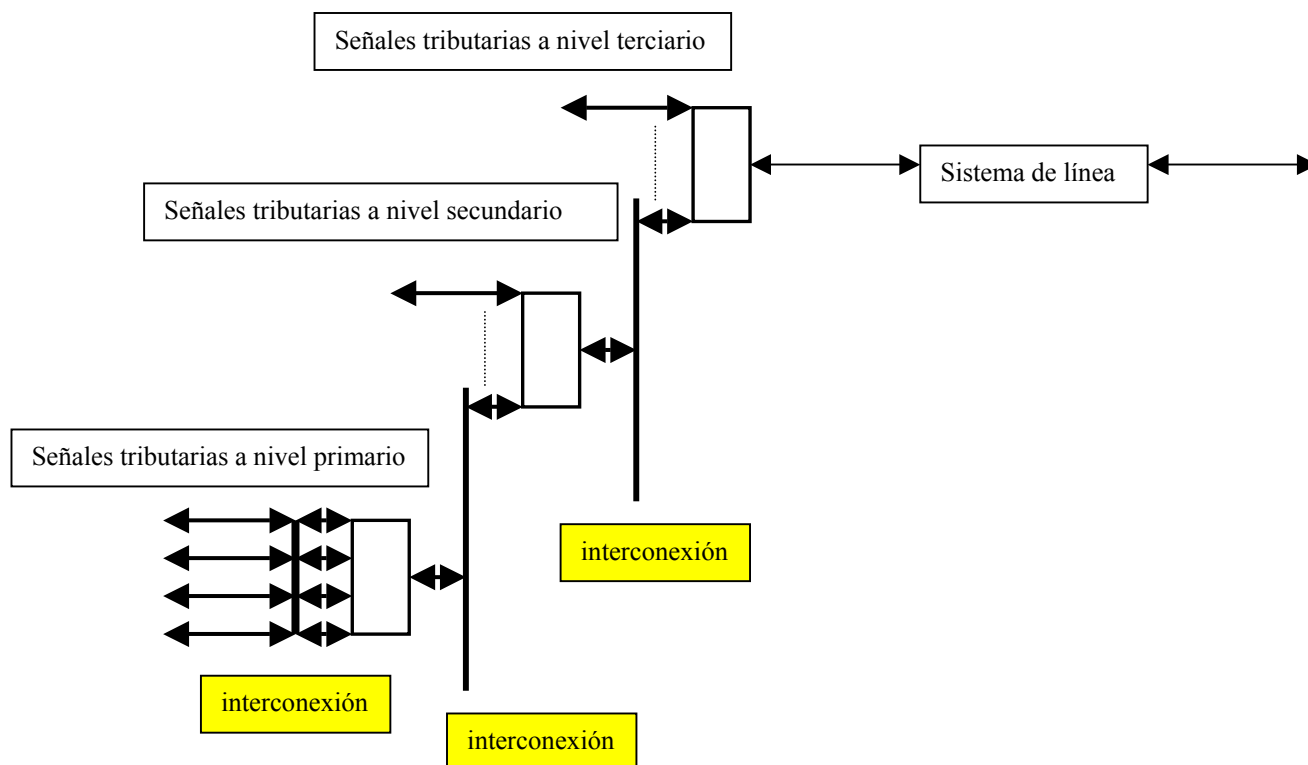 Señales tributarias a nivel terciario
Sistema de línea
Señales tributarias a nivel secundario
Señales tributarias a nivel primario
interconexión
interconexión
interconexión